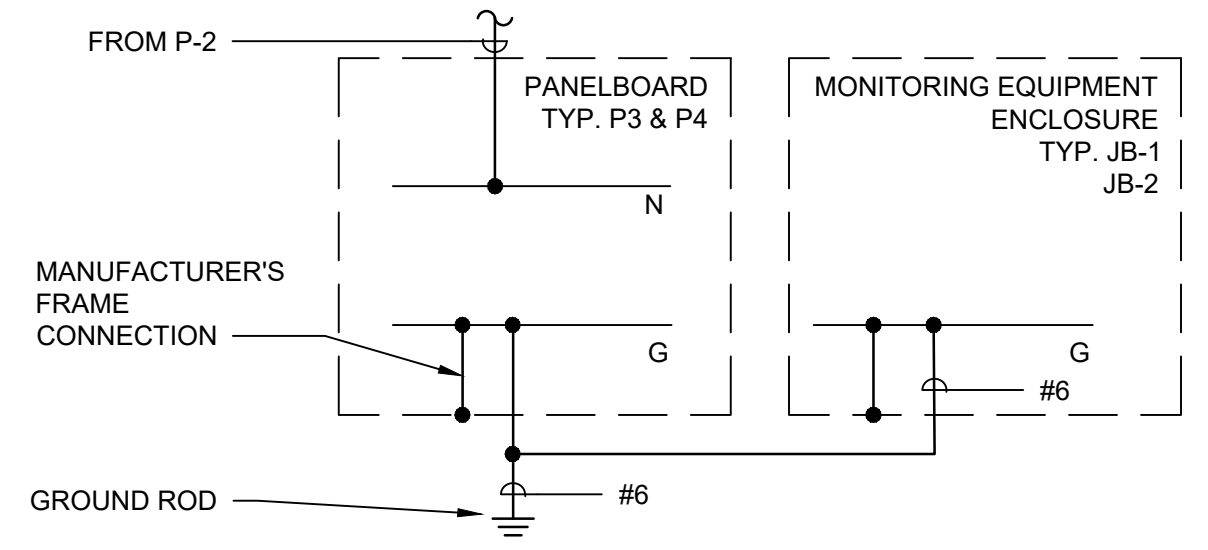 FROM P-2
PANELBOARD
TYP. P3 & P4
MONITORING EQUIPMENT
ENCLOSURE
TYP. JB-1
JB-2
N
MANUFACTURER'S
FRAME
CONNECTION
G
G
#6
GROUND ROD
#6